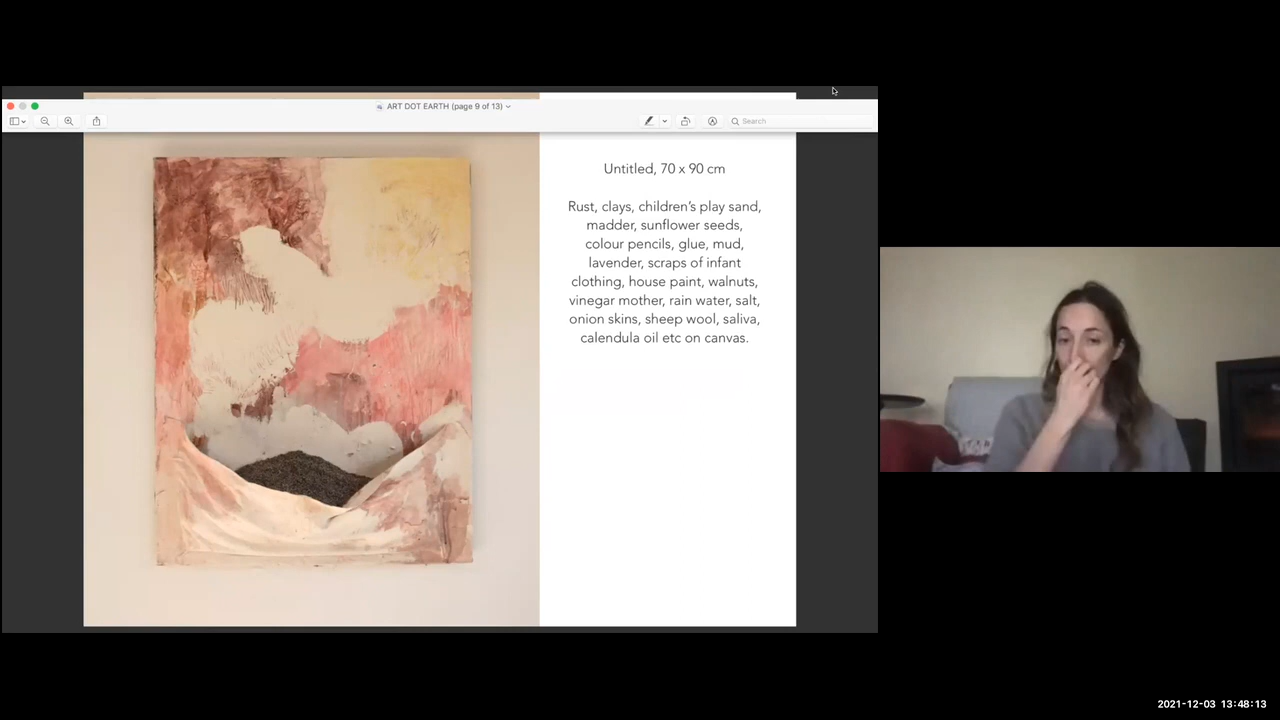 ART DOT EARTH (page 9 of 13)
Search
Untitled, 70 x 90 cm
Rust, clays, children’s play sand,
madder, sunflower seeds,
colour pencils, glue, mud,
lavender, scraps of infant
clothing, house paint, walnuts,
vinegar mother, rain water, salt,
onion skins, sheep wool, saliva,
calendula oil etc on canvas.
2021-12-03 13:48:13